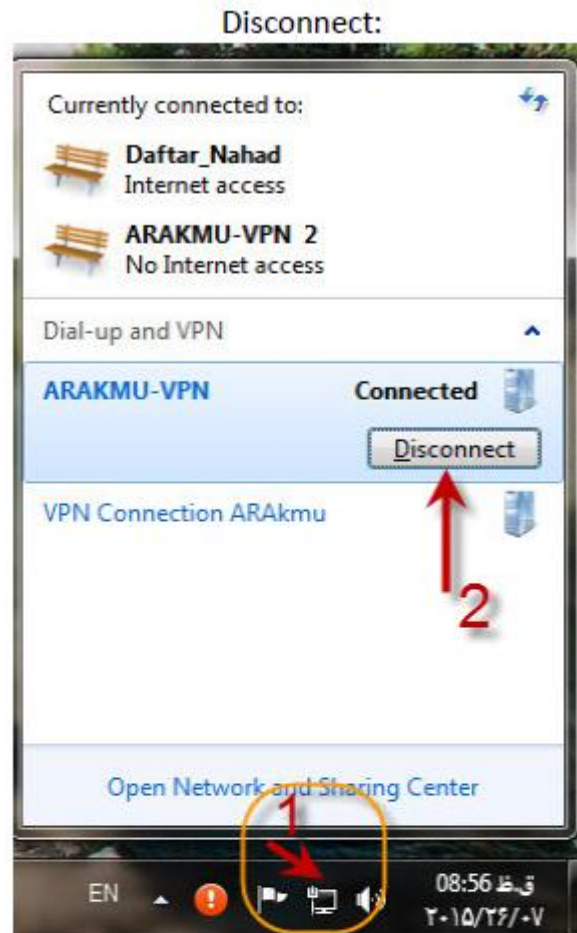 Disconnect:
Currently connected to:
Daftar_Nahad
Internet access
ARAKMU-VPN 2
No Internet access
Dial-up and VPN
ARAKMU-VPN Connected
Disconnect
VPN Connection ARAkmu
2
Open Network and Sharing Center
1
EN
08:56 ق.ظ
۲۰۱۵/۲۶/۰۷